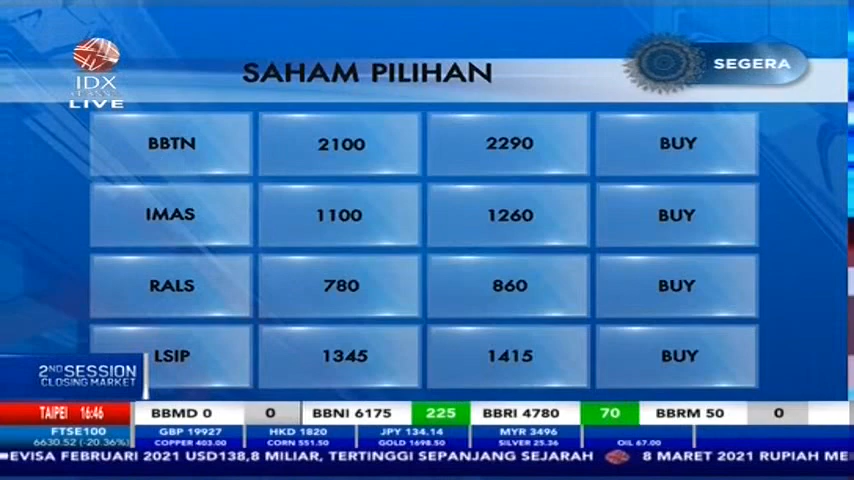 IDX
LIVE
SAHAM PILIHAN
SEGERA
BBTN 2100 2290 BUY
IMAS 1100 1260 BUY
RALS 780 860 BUY
LSIP 1345 1415 BUY
2ND SESSION
CLOSING MARKET
TAIPEI 16:46 BBMD 0 0 BBNI 6175 225 BBRI 4780 70 BBRM 50 0
FTSE100 GBP 19927 HKD 1820 JPY 134.14 MYR 3496
6630.52 (-20.36%) COPPER 403.00 CORN 551.50 GOLD 1698.50 SILVER 25.36 OIL 67.00
EVISA FEBRUARI 2021 USD138,8 MILIAR, TERTINGGI SEPANJANG SEJARAH 8 MARET 2021 RUPIAH ME